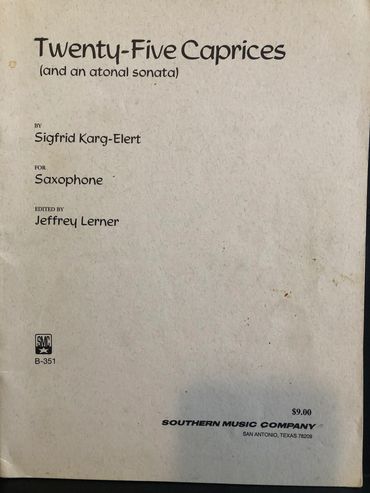 Twenty-Five Caprices
(and an atonal sonata)
BY
Sigfrid Karg-Elert
FOR
Saxophone
EDITED BY
Jeffrey Lerner
SMC
B-351
$9.00
SOUTHERN MUSIC COMPANY
SAN ANTONIO, TEXAS 78209